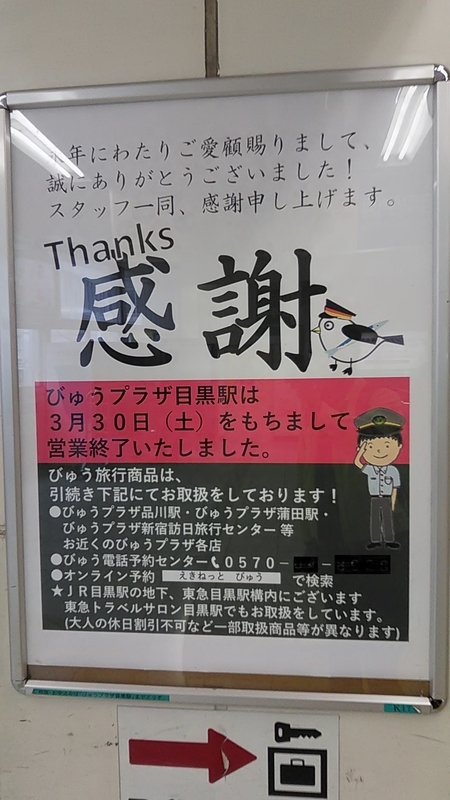 年にわたりご愛顧賜りまして、
誠にありがとうございました！
スタッフ一同、感謝申し上げます。
Thanks
感謝
びゅうプラザ目黒駅は
３月３０日（土）をもちまして
営業終了いたしました。
びゅう旅行商品は、
引続き下記にてお取扱をしております！
●びゅうプラザ品川駅・びゅうプラザ蒲田駅・
びゅうプラザ新宿訪日旅行センター 等
お近くのびゅうプラザ各店
●びゅう電話予約センター 0570-
●オンライン予約 えきねっと びゅう で検索
★ＪＲ目黒駅の地下、東急目黒駅構内にございます
東急トラベルサロン目黒駅でもお取扱をしています。
(大人の休日割引不可など一部取扱商品等が異なります)